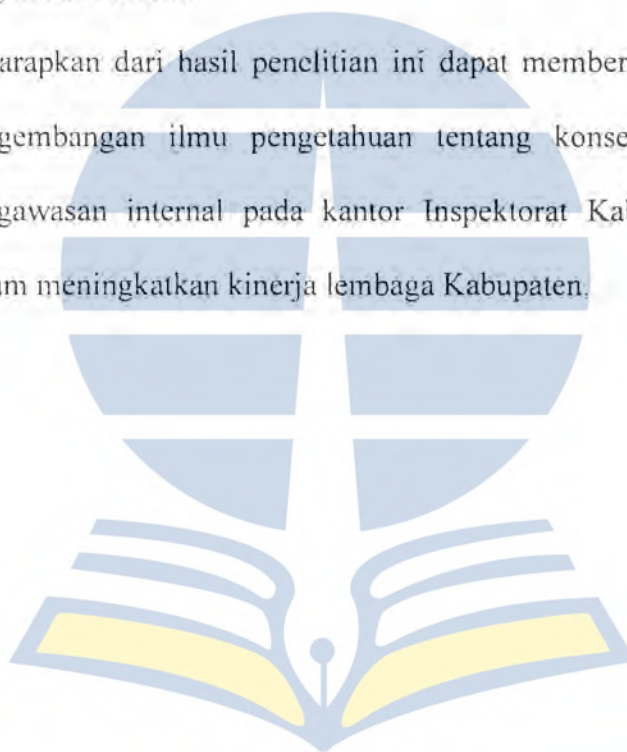 arapkan dari hasil penelitian ini dapat member
gembangan ilmu pengetahuan tentang konse
gawasan internal pada kantor Inspektorat Ka
am meningkatkan kinerja lembaga Kabupaten.